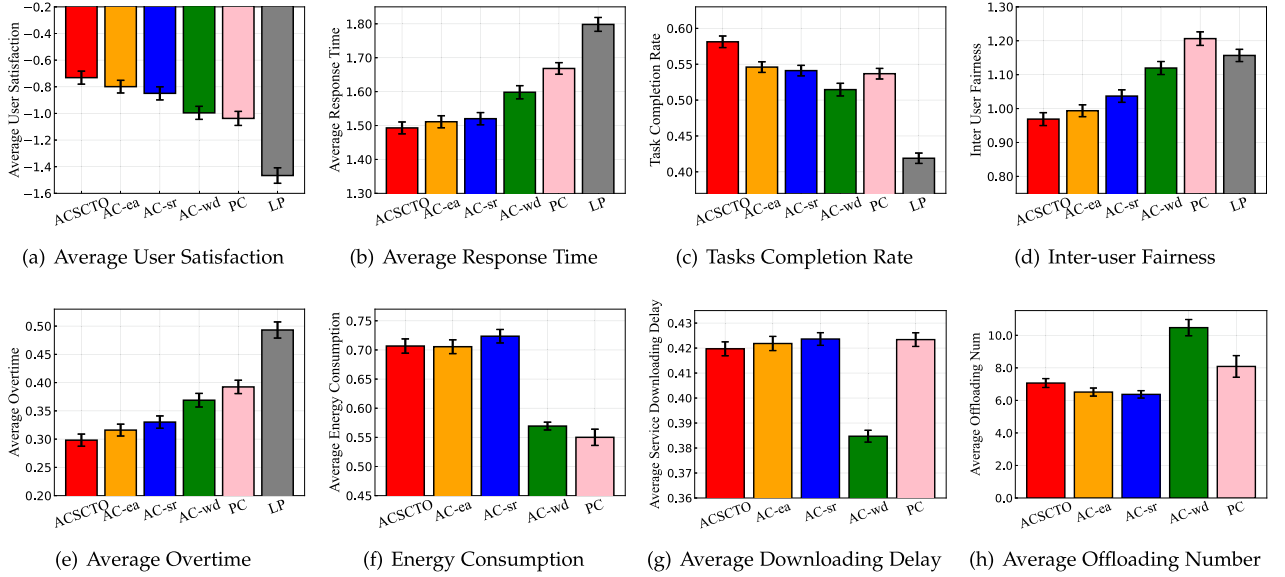 Average User Satisfaction
−0.2
−0.4
−0.6
−0.8
−1.0
−1.2
−1.4
−1.6
ACSCTO AC-ea AC-sr AC-wd PC LP
(a) Average User Satisfaction
Average Response Time
1.80
1.70
1.60
1.50
1.40
1.30
ACSCTO AC-ea AC-sr AC-wd PC LP
(b) Average Response Time
Task Completion Rate
0.60
0.55
0.50
0.45
0.40
ACSCTO AC-ea AC-sr AC-wd PC LP
(c) Tasks Completion Rate
Inter User Fairness
1.30
1.20
1.10
1.00
0.90
0.80
ACSCTO AC-ea AC-sr AC-wd PC LP
(d) Inter-user Fairness
Average Overtime
0.50
0.40
0.35
0.30
0.25
0.20
ACSCTO AC-ea AC-sr AC-wd PC LP
(e) Average Overtime
Average Energy Consumption
0.75
0.70
0.65
0.60
0.55
0.50
0.45
ACSCTO AC-ea AC-sr AC-wd PC
(f) Energy Consumption
Average Service Downloading Delay
0.43
0.42
0.41
0.40
0.39
0.38
0.37
0.36
ACSCTO AC-ea AC-sr AC-wd PC
(g) Average Downloading Delay
Average Offloading Num
10.0
8.0
6.0
4.0
2.0
0.0
ACSCTO AC-ea AC-sr AC-wd PC
(h) Average Offloading Number